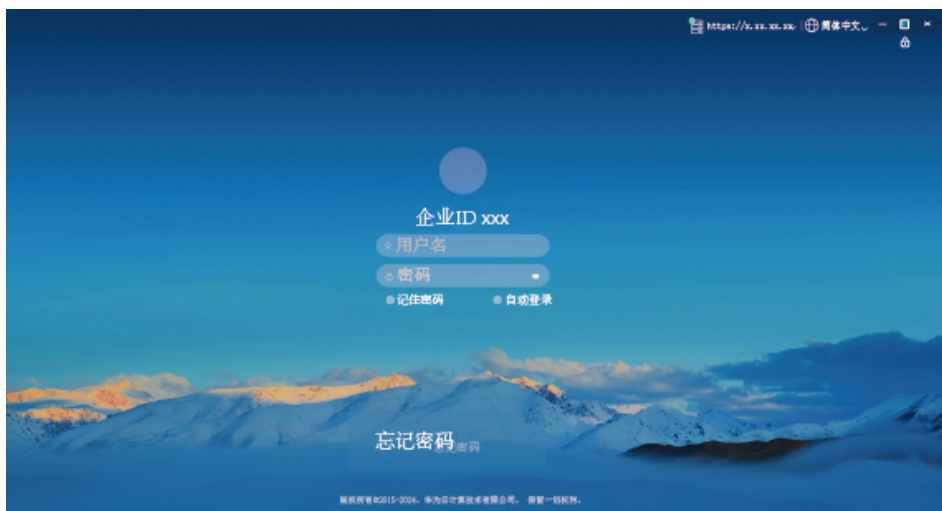 https://x.xx.xx.xx 简体中文
企业ID xxx
用户名
密码
记住密码 自动登录
忘记密码
版权所有©2015-2024。华为云计算技术有限公司。 保留一切权利。